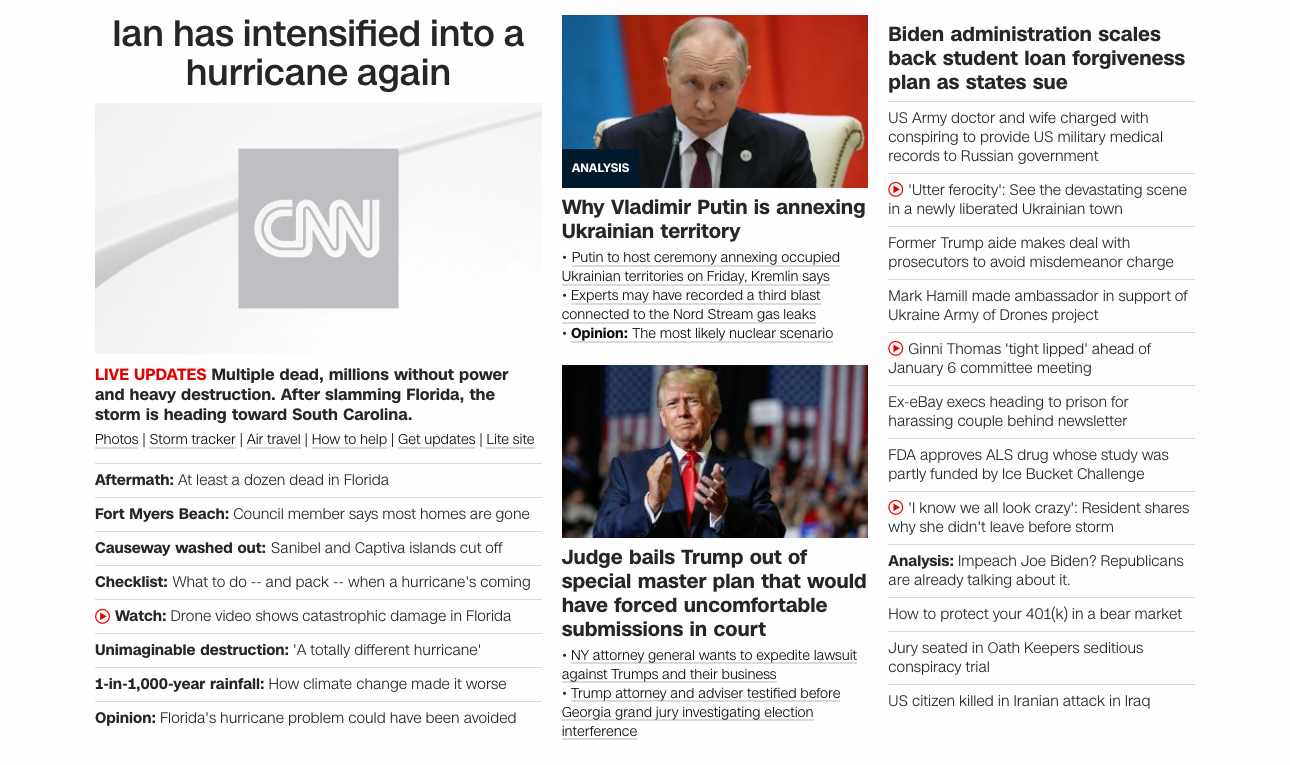 Ian has intensified into a
hurricane again
CNN
LIVE UPDATES Multiple dead, millions without power
and heavy destruction. After slamming Florida, the
storm is heading toward South Carolina.
Photos | Storm tracker | Air travel | How to help | Get updates | Lite site
Aftermath: At least a dozen dead in Florida
Fort Myers Beach: Council member says most homes are gone
Causeway washed out: Sanibel and Captiva islands cut off
Checklist: What to do -- and pack -- when a hurricane's coming
Watch: Drone video shows catastrophic damage in Florida
Unimaginable destruction: 'A totally different hurricane'
1-in-1,000-year rainfall: How climate change made it worse
Opinion: Florida's hurricane problem could have been avoided
ANALYSIS
Why Vladimir Putin is annexing
Ukrainian territory
• Putin to host ceremony annexing occupied
Ukrainian territories on Friday, Kremlin says
• Experts may have recorded a third blast
connected to the Nord Stream gas leaks
• Opinion: The most likely nuclear scenario
Judge bails Trump out of
special master plan that would
have forced uncomfortable
submissions in court
• NY attorney general wants to expedite lawsuit
against Trumps and their business
• Trump attorney and adviser testified before
Georgia grand jury investigating election
interference
Biden administration scales
back student loan forgiveness
plan as states sue
US Army doctor and wife charged with
conspiring to provide US military medical
records to Russian government
'Utter ferocity': See the devastating scene
in a newly liberated Ukrainian town
Former Trump aide makes deal with
prosecutors to avoid misdemeanor charge
Mark Hamill made ambassador in support of
Ukraine Army of Drones project
Ginni Thomas 'tight lipped' ahead of
January 6 committee meeting
Ex-eBay execs heading to prison for
harassing couple behind newsletter
FDA approves ALS drug whose study was
partly funded by Ice Bucket Challenge
'I know we all look crazy': Resident shares
why she didn't leave before storm
Analysis: Impeach Joe Biden? Republicans
are already talking about it.
How to protect your 401(k) in a bear market
Jury seated in Oath Keepers seditious
conspiracy trial
US citizen killed in Iranian attack in Iraq